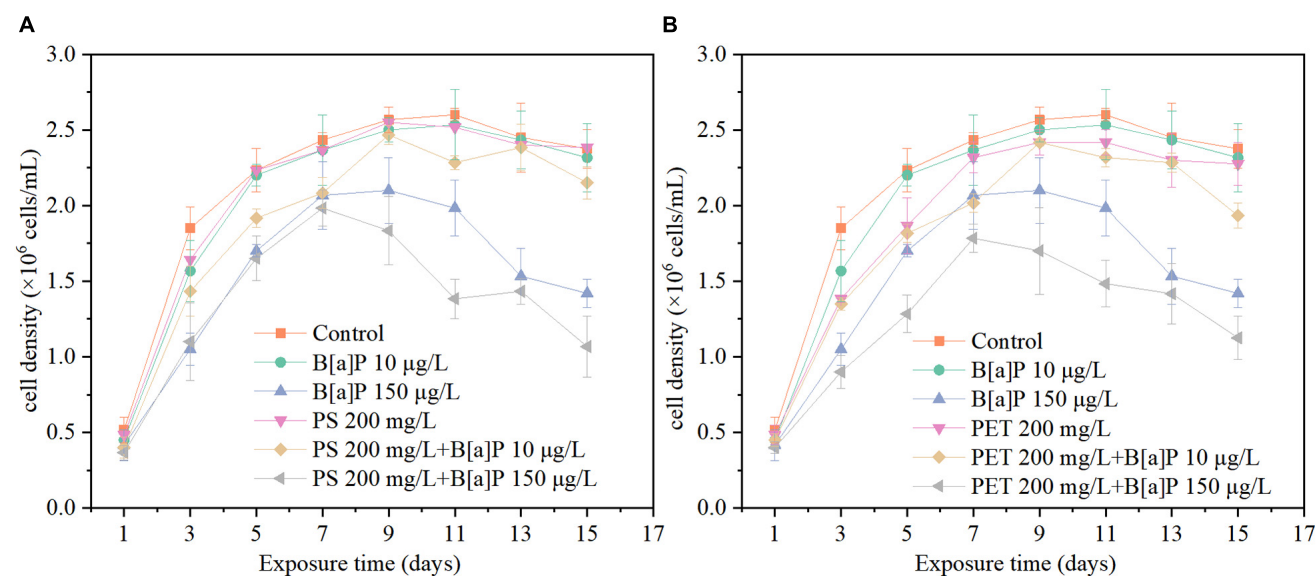 A
3.0
2.5
2.0
1.5
1.0
0.5
0.0
cell density (×10⁶ cells/mL)
Control
B[a]P 10 μg/L
B[a]P 150 μg/L
PS 200 mg/L
PS 200 mg/L+B[a]P 10 μg/L
PS 200 mg/L+B[a]P 150 μg/L
1 3 5 7 9 11 13 15 17
Exposure time (days)
B
3.0
2.5
2.0
1.5
1.0
0.5
0.0
cell density (×10⁶ cells/mL)
Control
B[a]P 10 μg/L
B[a]P 150 μg/L
PET 200 mg/L
PET 200 mg/L+B[a]P 10 μg/L
PET 200 mg/L+B[a]P 150 μg/L
1 3 5 7 9 11 13 15 17
Exposure time (days)